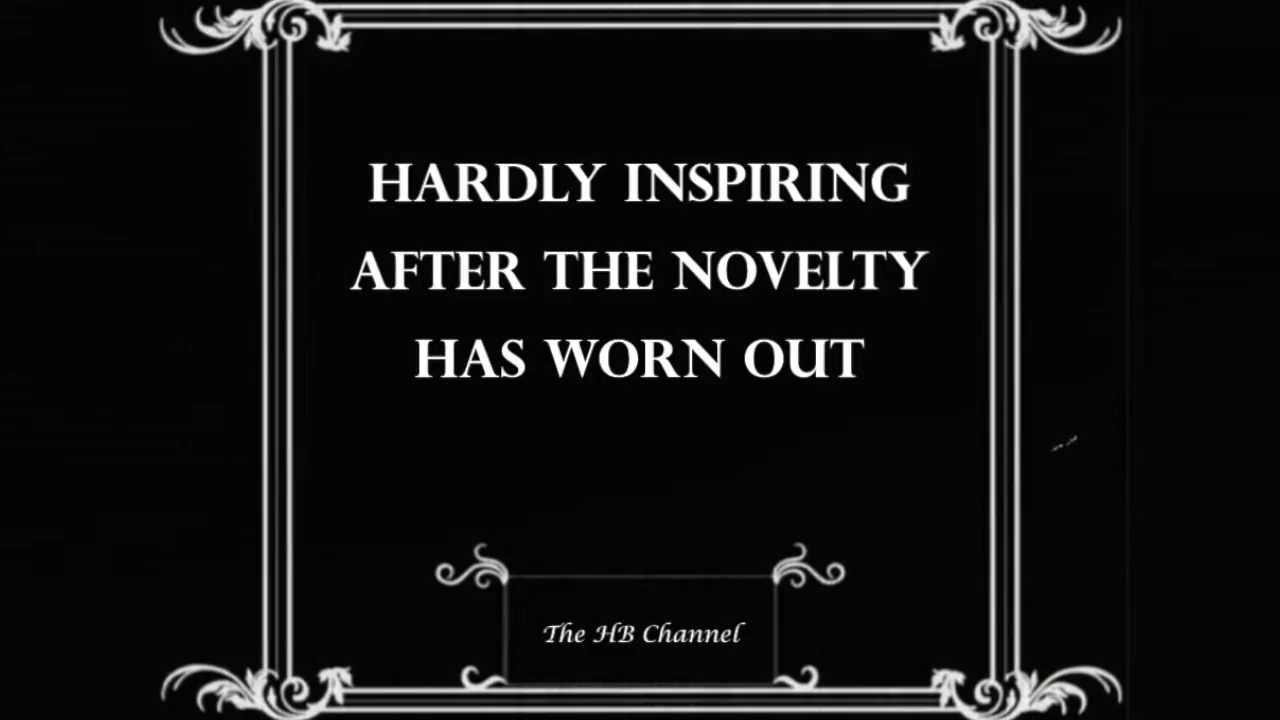 HARDLY INSPIRING
AFTER THE NOVELTY
HAS WORN OUT
The HB Channel